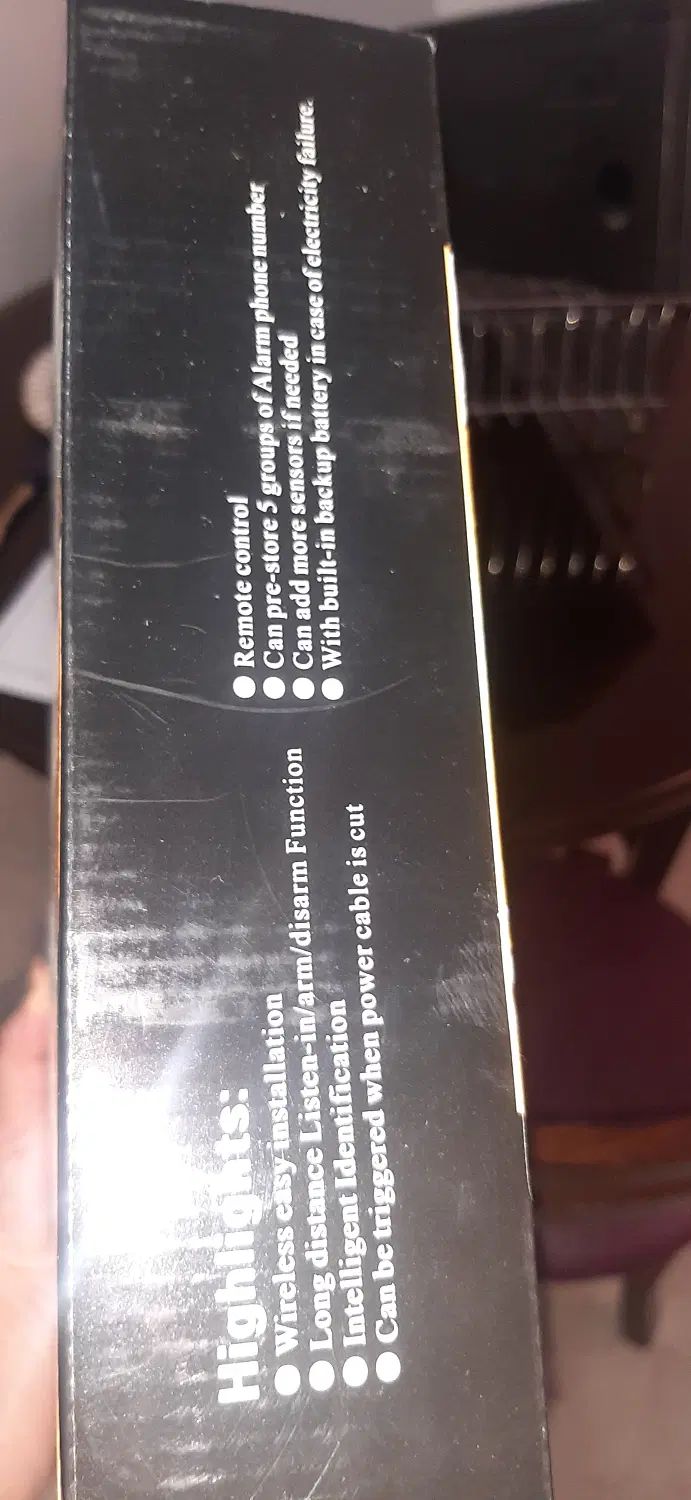 Highlights:
● Wireless easy installation
● Long distance Listen-in/arm/disarm Function
● Intelligent Identification
● Can be triggered when power cable is cut
● Remote control
● Can pre-store 5 groups of Alarm phone number
● Can add more sensors if needed
● With built-in backup battery in case of electricity failure.